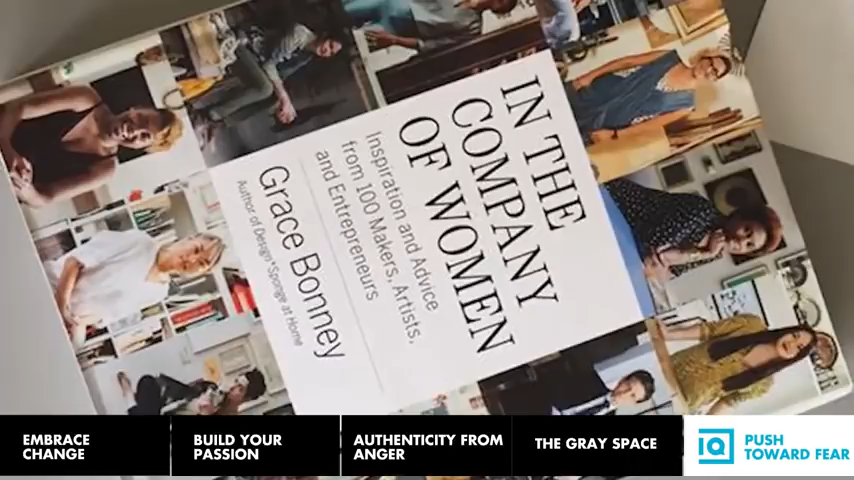 IN THE
COMPANY
OF WOMEN
Inspiration and Advice
from 100 Makers, Artists,
and Entrepreneurs
Grace Bonney
Author of Design*Sponge at Home
EMBRACE
CHANGE
BUILD YOUR
PASSION
AUTHENTICITY FROM
ANGER
THE GRAY SPACE
IQ
PUSH
TOWARD FEAR